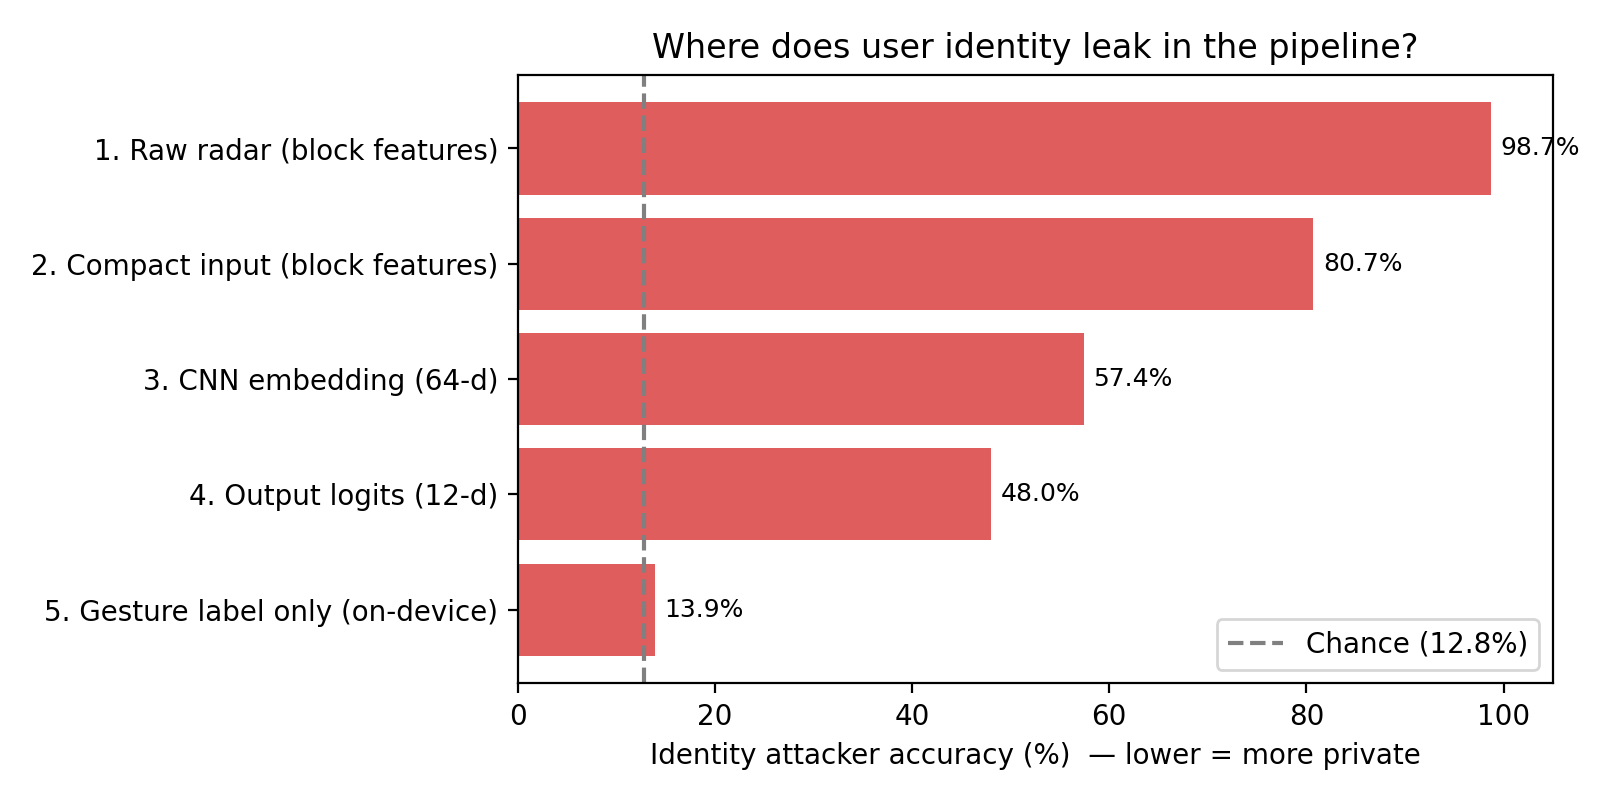 Where does user identity leak in the pipeline?
1. Raw radar (block features)
98.7%
2. Compact input (block features)
80.7%
3. CNN embedding (64-d)
57.4%
4. Output logits (12-d)
48.0%
5. Gesture label only (on-device)
13.9%
Chance (12.8%)
0 20 40 60 80 100
Identity attacker accuracy (%) — lower = more private